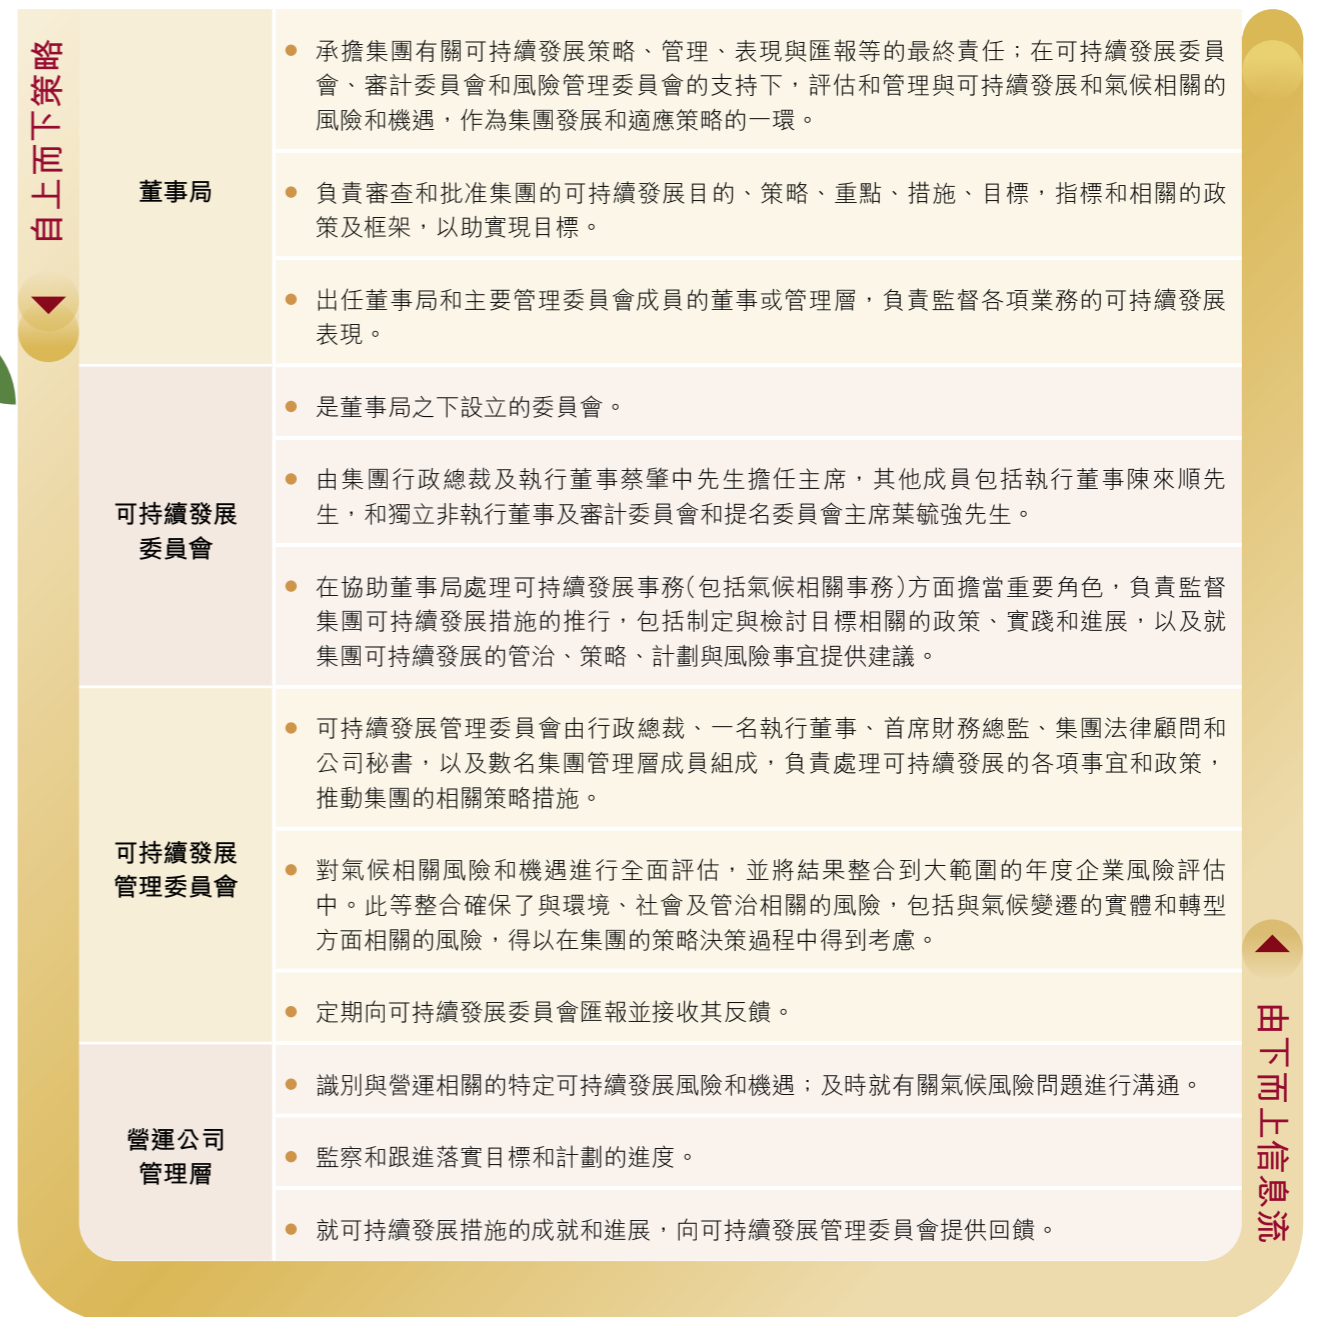 自上而下策略
董事局
● 承擔集團有關可持續發展策略、管理、表現與匯報等的最終責任；在可持續發展委員
會、審計委員會和風險管理委員會的支持下，評估和管理與可持續發展和氣候相關的
風險和機遇，作為集團發展和適應策略的一環。
● 負責審查和批准集團的可持續發展目的、策略、重點、措施、目標，指標和相關的政
策及框架，以助實現目標。
● 出任董事局和主要管理委員會成員的董事或管理層，負責監督各項業務的可持續發展
表現。
可持續發展
委員會
● 是董事局之下設立的委員會。
● 由集團行政總裁及執行董事蔡肇中先生擔任主席，其他成員包括執行董事陳來順先
生，和獨立非執行董事及審計委員會和提名委員會主席葉毓強先生。
● 在協助董事局處理可持續發展事務(包括氣候相關事務)方面擔當重要角色，負責監督
集團可持續發展措施的推行，包括制定與檢討目標相關的政策、實踐和進展，以及就
集團可持續發展的管治、策略、計劃與風險事宜提供建議。
可持續發展
管理委員會
● 可持續發展管理委員會由行政總裁、一名執行董事、首席財務總監、集團法律顧問和
公司秘書，以及數名集團管理層成員組成，負責處理可持續發展的各項事宜和政策，
推動集團的相關策略措施。
● 對氣候相關風險和機遇進行全面評估，並將結果整合到大範圍的年度企業風險評估
中。此等整合確保了與環境、社會及管治相關的風險，包括與氣候變遷的實體和轉型
方面相關的風險，得以在集團的策略決策過程中得到考慮。
● 定期向可持續發展委員會匯報並接收其反饋。
營運公司
管理層
● 識別與營運相關的特定可持續發展風險和機遇；及時就有關氣候風險問題進行溝通。
● 監察和跟進落實目標和計劃的進度。
● 就可持續發展措施的成就和進展，向可持續發展管理委員會提供回饋。
由下而上信息流